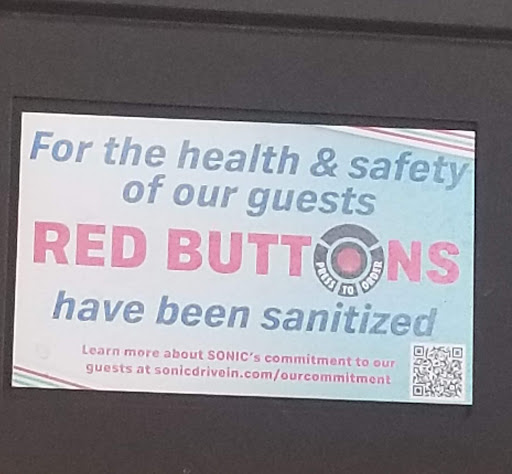 For the health & safety
of our guests
RED BUTTONS
PRESS TO ORDER
have been sanitized
Learn more about SONIC's commitment to our
guests at sonicdrivein.com/ourcommitment